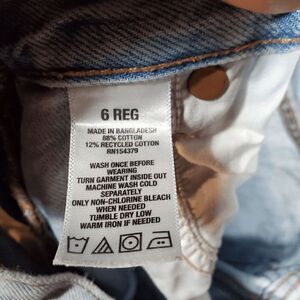 6 REG
MADE IN BANGLADESH
88% COTTON
12% RECYCLED COTTON
RN154379
WASH ONCE BEFORE
WEARING
TURN GARMENT INSIDE OUT
MACHINE WASH COLD
SEPARATELY
ONLY NON-CHLORINE BLEACH
WHEN NEEDED
TUMBLE DRY LOW
WARM IRON IF NEEDED